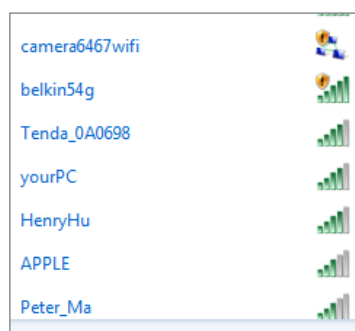 camera6467wifi
belkin54g
Tenda_0A0698
yourPC
HenryHu
APPLE
Peter_Ma